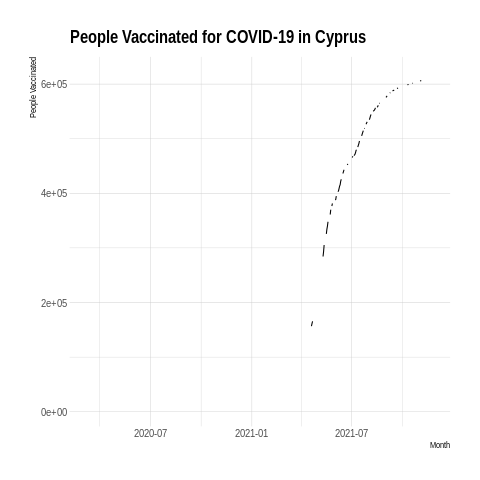 People Vaccinated for COVID-19 in Cyprus
People Vaccinated
6e+05
4e+05
2e+05
0e+00
2020-07
2021-01
2021-07
Month